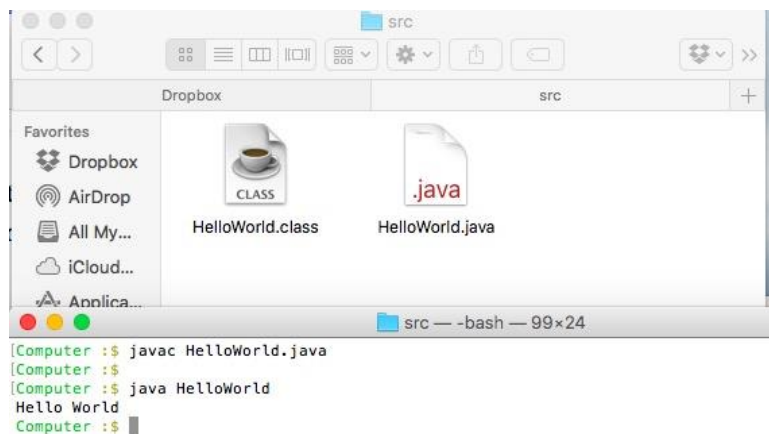 src
Dropbox
src
+
Favorites
Dropbox
AirDrop
All My...
iCloud...
Applica...
CLASS
HelloWorld.class
.java
HelloWorld.java
src — -bash — 99×24
[Computer :$ javac HelloWorld.java
[Computer :$
[Computer :$ java HelloWorld
Hello World
Computer :$